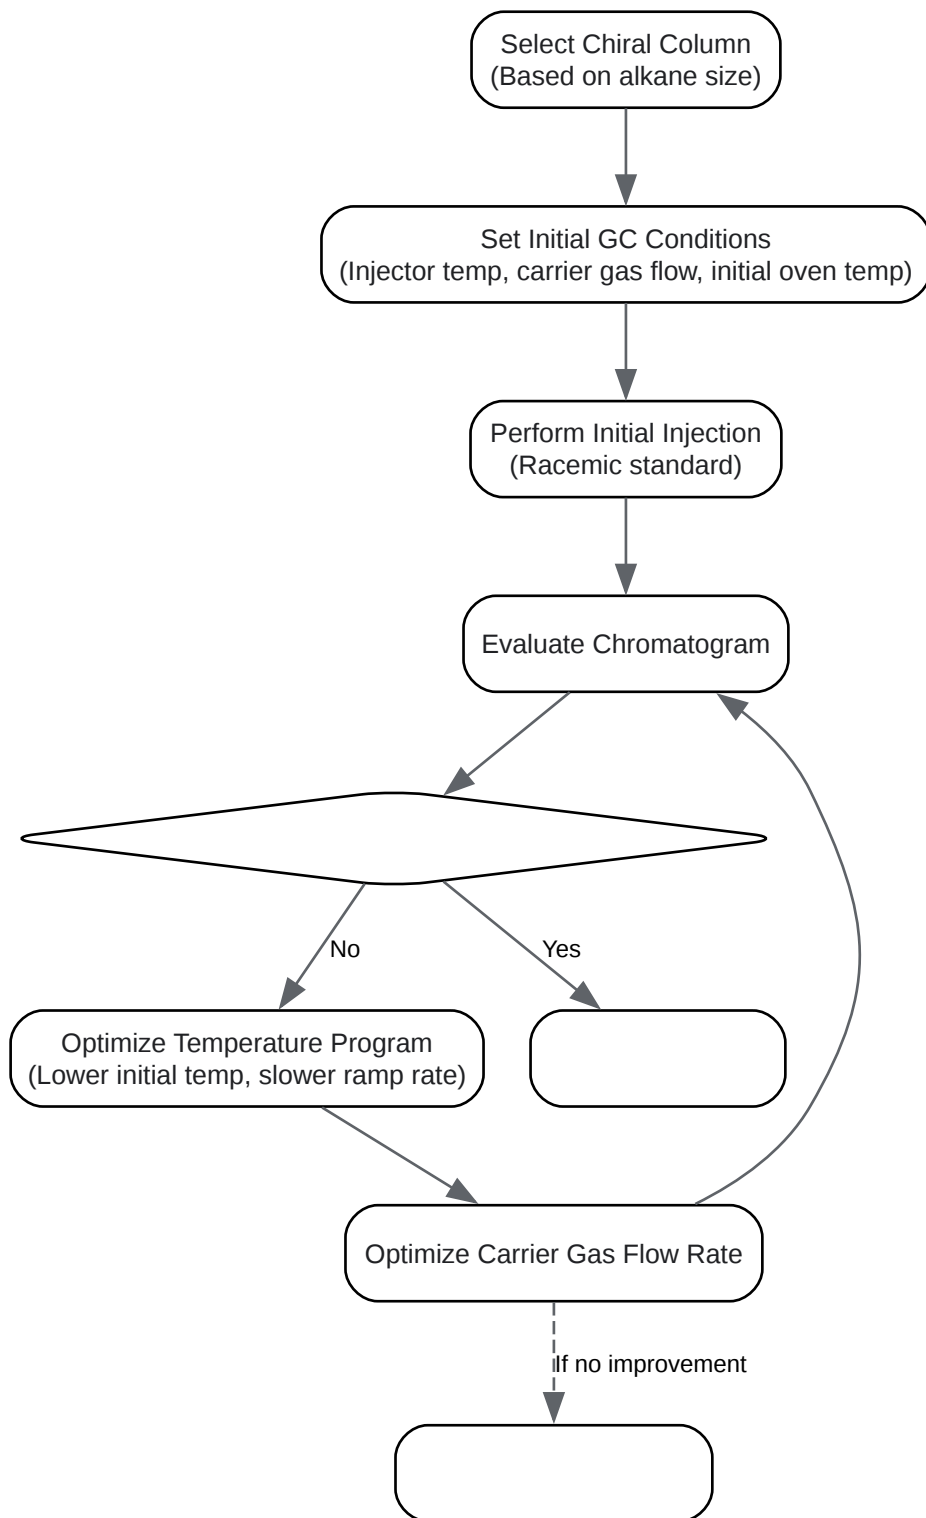 Select Chiral Column
(Based on alkane size)
Set Initial GC Conditions
(Injector temp, carrier gas flow, initial oven temp)
Perform Initial Injection
(Racemic standard)
Evaluate Chromatogram
No
Yes
Optimize Temperature Program
(Lower initial temp, slower ramp rate)
Optimize Carrier Gas Flow Rate
If no improvement